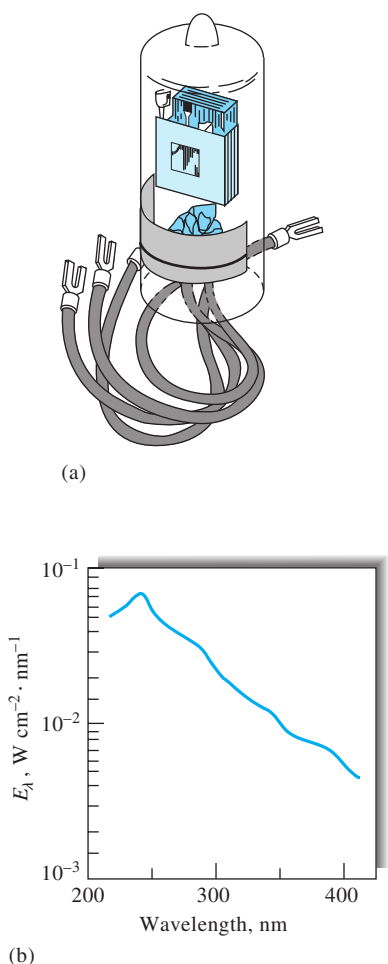 (a)
10⁻¹
10⁻²
10⁻³
E_λ, W cm⁻² · nm⁻¹
200 300 400
Wavelength, nm
(b)